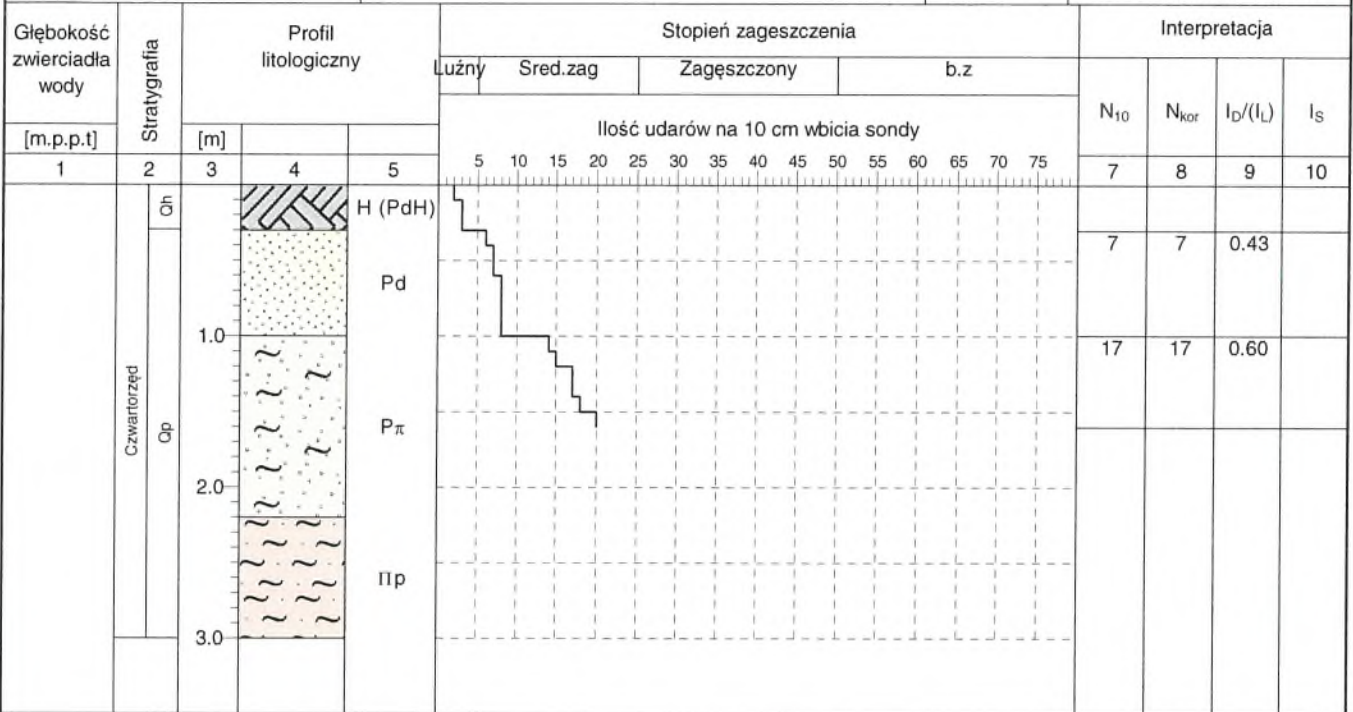 Głębokość zwierciadła wody
[m.p.p.t]
Stratygrafia
Profil litologiczny
[m]
Stopień zagęszczenia
Luźny Sred.zag Zagęszczony b.z
Ilość udarów na 10 cm wbicia sondy
5 10 15 20 25 30 35 40 45 50 55 60 65 70 75
Interpretacja
N10 Nkor ID/(IL) IS
1 2 3 4 5 7 8 9 10
Qh
H (PdH)
7 7 0.43
Pd
1.0
17 17 0.60
Czwartorzęd
Qp
Pπ
2.0
Πp
3.0